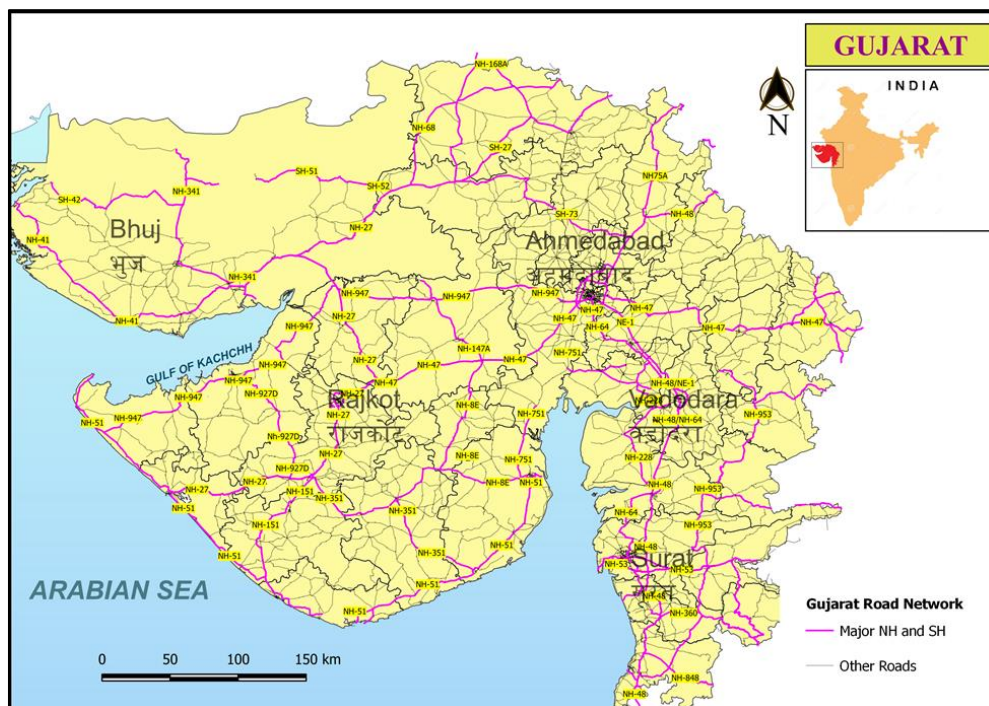 GUJARAT
INDIA
N
NH-168A
NH-68
SH-27
SH-51
SH-52
NH75A
NH-341
SH-42
SH-73
NH-48
NH-27
NH-41
Bhuj
भुज
Ahmedabad
अहमदाबाद
NH-341
NH-947
NH-947
NH-947
NH-47
NH-47
NH-41
NH-27
NH-947
NH-47
NH-64
NE-1
NH-47
NH-47
GULF OF KACHCHH
NH-147A
NH-751
NH-27
NH-47
NH-47
NH-947
NH-947
NH-927D
NH-947
NH-47
NH-48/NE-1
Rajkot
राजकोट
Vadodara
वड़ोदरा
NH-51
NH-947
NH-27
NH-8E
NH-751
NH-48/NH-64
NH-953
Nh-927D
NH-27
NH-8E
NH-751
NH-228
NH-927D
NH-27
NH-27
NH-151
NH-351
NH-8E
NH-51
NH-48
NH-953
NH-51
NH-351
NH-64
NH-151
NH-953
NH-51
NH-351
NH-51
NH-48
Surat
सूरत
NH-53
NH-53
ARABIAN SEA
NH-51
NH-51
NH-48
NH-360
NH-848
NH-48
0 50 100 150 km
Gujarat Road Network
Major NH and SH
Other Roads